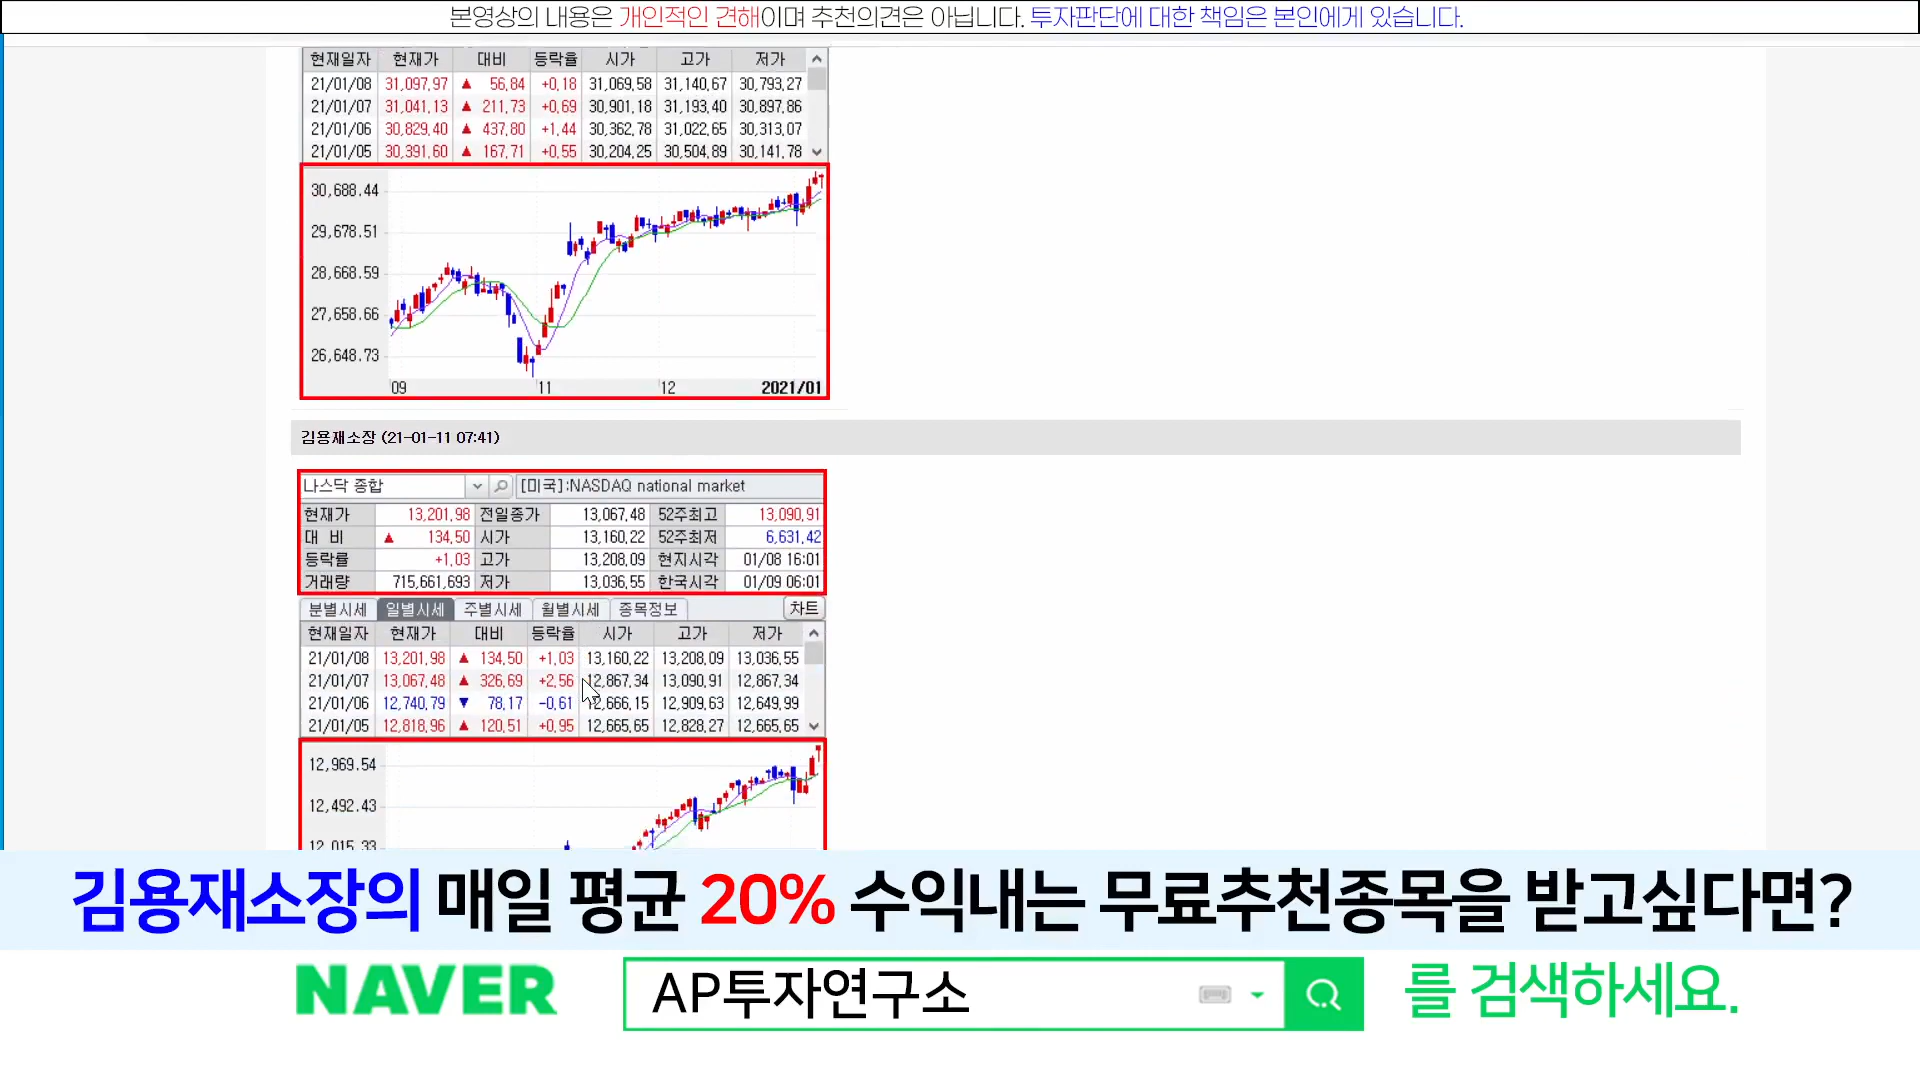 본영상의 내용은 개인적인 견해이며 추천의견은 아닙니다. 투자판단에 대한 책임은 본인에게 있습니다.
현재일자 현재가 대비 등락율 시가 고가 저가
21/01/08 31,097.97 ▲ 56.84 +0.18 31,069.58 31,140.67 30,793.27
21/01/07 31,041.13 ▲ 211.73 +0.69 30,901.18 31,193.40 30,897.86
21/01/06 30,829.40 ▲ 437.80 +1.44 30,362.78 31,022.65 30,313.07
21/01/05 30,391.60 ▲ 167.71 +0.55 30,204.25 30,504.89 30,141.78
30,688.44
29,678.51
28,668.59
27,658.66
26,648.73
09 11 12 2021/01
김용재소장 (21-01-11 07:41)
나스닥 종합 [미국]:NASDAQ national market
현재가 13,201.98 전일종가 13,067.48 52주최고 13,090.91
대 비 ▲ 134.50 시가 13,160.22 52주최저 6,631.42
등락률 +1.03 고가 13,208.09 현지시각 01/08 16:01
거래량 715,661,693 저가 13,036.55 한국시각 01/09 06:01
분별시세 일별시세 주별시세 월별시세 종목정보 차트
현재일자 현재가 대비 등락율 시가 고가 저가
21/01/08 13,201.98 ▲ 134.50 +1.03 13,160.22 13,208.09 13,036.55
21/01/07 13,067.48 ▲ 326.69 +2.56 12,867.34 13,090.91 12,867.34
21/01/06 12,740.79 ▼ 78.17 -0.61 12,666.15 12,909.63 12,649.99
21/01/05 12,818.96 ▲ 120.51 +0.95 12,665.65 12,828.27 12,665.65
12,969.54
12,492.43
12,015.33
김용재소장의 매일 평균 20% 수익내는 무료추천종목을 받고싶다면?
NAVER AP투자연구소 를 검색하세요.